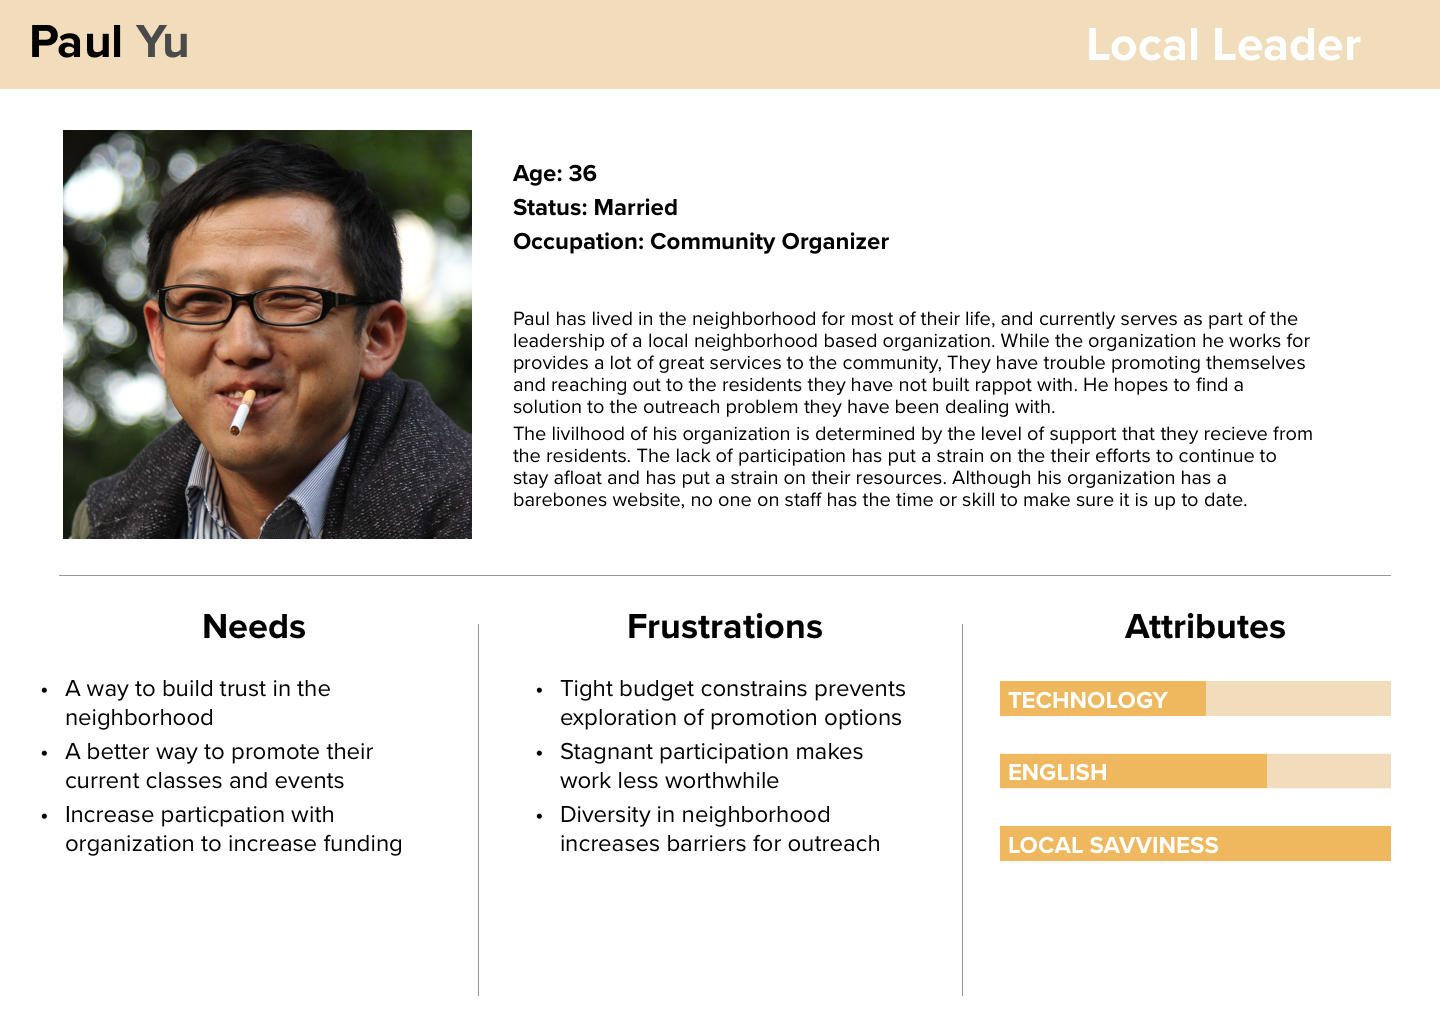 Paul Yu
Local Leader
Age: 36
Status: Married
Occupation: Community Organizer
Paul has lived in the neighborhood for most of their life, and currently serves as part of the
leadership of a local neighborhood based organization. While the organization he works for
provides a lot of great services to the community, They have trouble promoting themselves
and reaching out to the residents they have not built rappot with. He hopes to find a
solution to the outreach problem they have been dealing with.
The livilhood of his organization is determined by the level of support that they recieve from
the residents. The lack of participation has put a strain on the their efforts to continue to
stay afloat and has put a strain on their resources. Although his organization has a
barebones website, no one on staff has the time or skill to make sure it is up to date.
Needs
• A way to build trust in the
neighborhood
• A better way to promote their
current classes and events
• Increase particpation with
organization to increase funding
Frustrations
• Tight budget constrains prevents
exploration of promotion options
• Stagnant participation makes
work less worthwhile
• Diversity in neighborhood
increases barriers for outreach
Attributes
TECHNOLOGY
ENGLISH
LOCAL SAVVINESS